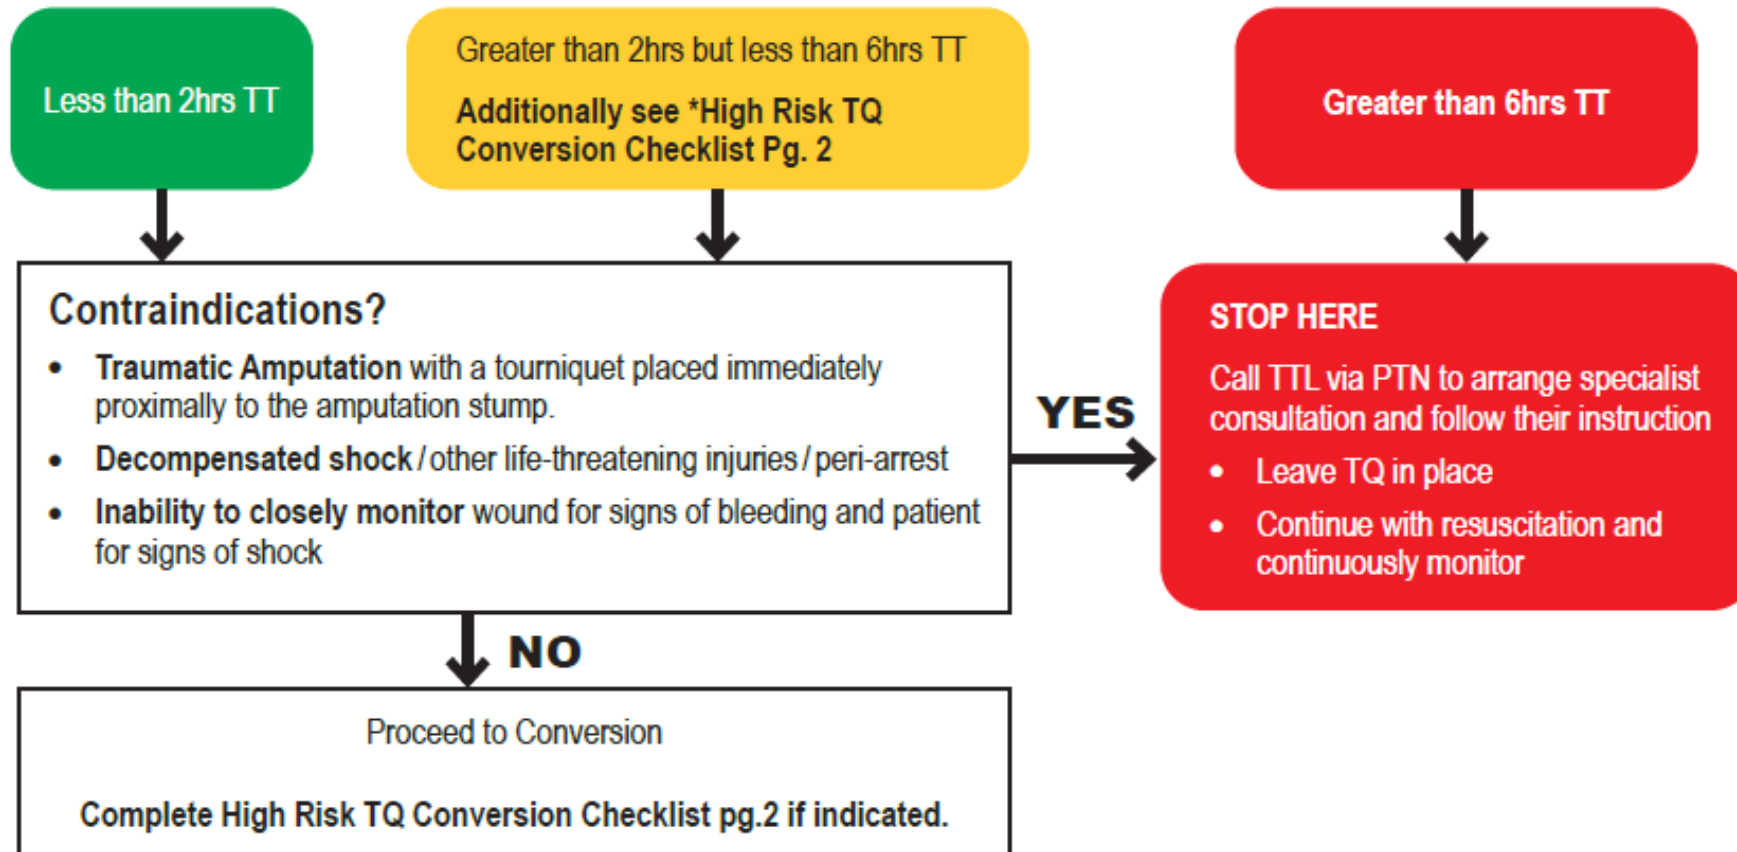 Less than 2hrs TT
Greater than 2hrs but less than 6hrs TT
Additionally see *High Risk TQ
Conversion Checklist Pg. 2
Greater than 6hrs TT
Contraindications?
• Traumatic Amputation with a tourniquet placed immediately
proximally to the amputation stump.
• Decompensated shock / other life-threatening injuries / peri-arrest
• Inability to closely monitor wound for signs of bleeding and patient
for signs of shock
YES
STOP HERE
Call TTL via PTN to arrange specialist
consultation and follow their instruction
• Leave TQ in place
• Continue with resuscitation and
continuously monitor
NO
Proceed to Conversion
Complete High Risk TQ Conversion Checklist pg.2 if indicated.